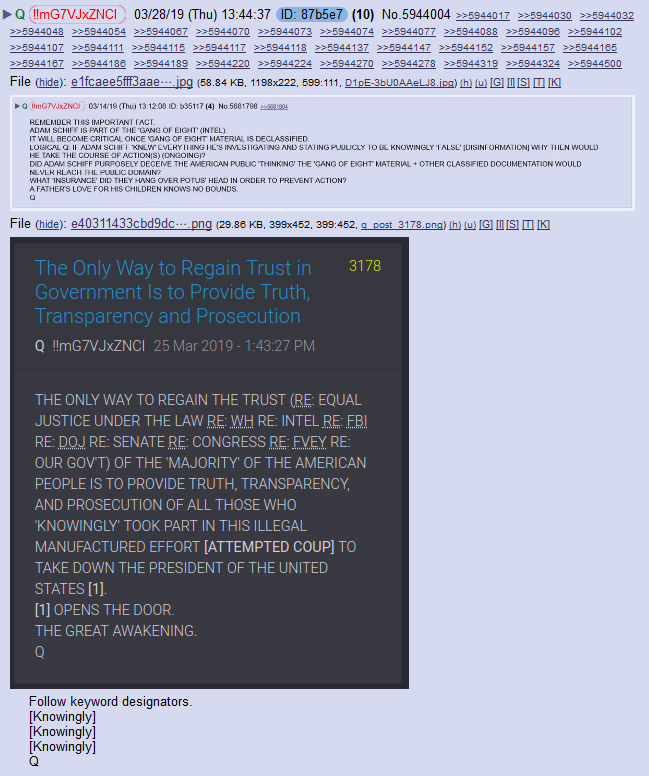 ▶ Q !!mG7VJxZNCI 03/28/19 (Thu) 13:44:37 ID: 87b5e7 (10) No.5944004 >>5944017 >>5944030 >>5944032
>>5944048 >>5944054 >>5944067 >>5944070 >>5944073 >>5944074 >>5944077 >>5944088 >>5944096 >>5944102
>>5944107 >>5944111 >>5944115 >>5944117 >>5944118 >>5944137 >>5944147 >>5944152 >>5944157 >>5944165
>>5944167 >>5944186 >>5944189 >>5944220 >>5944224 >>5944270 >>5944278 >>5944319 >>5944324 >>5944500
File (hide): e1fcaee5fff3aae⋯.jpg (58.84 KB, 1198x222, 599:111, D1pE-3bU0AAeLJ8.jpg) (h) (u) [G] [I] [S] [T] [K]
▶ Q !!mG7VJxZNCI 03/14/19 (Thu) 13:12:08 ID: b35117 (4) No.5681798 >>5681804
REMEMBER THIS IMPORTANT FACT.
ADAM SCHIFF IS PART OF THE 'GANG OF EIGHT' (INTEL).
IT WILL BECOME CRITICAL ONCE 'GANG OF EIGHT' MATERIAL IS DECLASSIFIED.
LOGICAL Q: IF ADAM SCHIFF 'KNEW' EVERYTHING HE'S INVESTIGATING AND STATING PUBLICLY TO BE KNOWINGLY 'FALSE' [DISINFORMATION] WHY THEN WOULD
HE TAKE THE COURSE OF ACTION(S) (ONGOING)?
DID ADAM SCHIFF PURPOSELY DECEIVE THE AMERICAN PUBLIC 'THINKING' THE 'GANG OF EIGHT' MATERIAL + OTHER CLASSIFIED DOCUMENTATION WOULD
NEVER REACH THE PUBLIC DOMAIN?
WHAT 'INSURANCE' DID THEY HANG OVER POTUS' HEAD IN ORDER TO PREVENT ACTION?
A FATHER'S LOVE FOR HIS CHILDREN KNOWS NO BOUNDS.
Q
File (hide): e40311433cbd9dc⋯.png (29.86 KB, 399x452, 399:452, q_post_3178.png) (h) (u) [G] [I] [S] [T] [K]
The Only Way to Regain Trust in 3178
Government Is to Provide Truth,
Transparency and Prosecution
Q !!mG7VJxZNCI 25 Mar 2019 - 1:43:27 PM
THE ONLY WAY TO REGAIN THE TRUST (RE: EQUAL
JUSTICE UNDER THE LAW RE: WH RE: INTEL RE: FBI
RE: DOJ RE: SENATE RE: CONGRESS RE: FVEY RE:
OUR GOV'T) OF THE 'MAJORITY' OF THE AMERICAN
PEOPLE IS TO PROVIDE TRUTH, TRANSPARENCY,
AND PROSECUTION OF ALL THOSE WHO
'KNOWINGLY' TOOK PART IN THIS ILLEGAL
MANUFACTURED EFFORT [ATTEMPTED COUP] TO
TAKE DOWN THE PRESIDENT OF THE UNITED
STATES [1].
[1] OPENS THE DOOR.
THE GREAT AWAKENING.
Q
Follow keyword designators.
[Knowingly]
[Knowingly]
[Knowingly]
Q